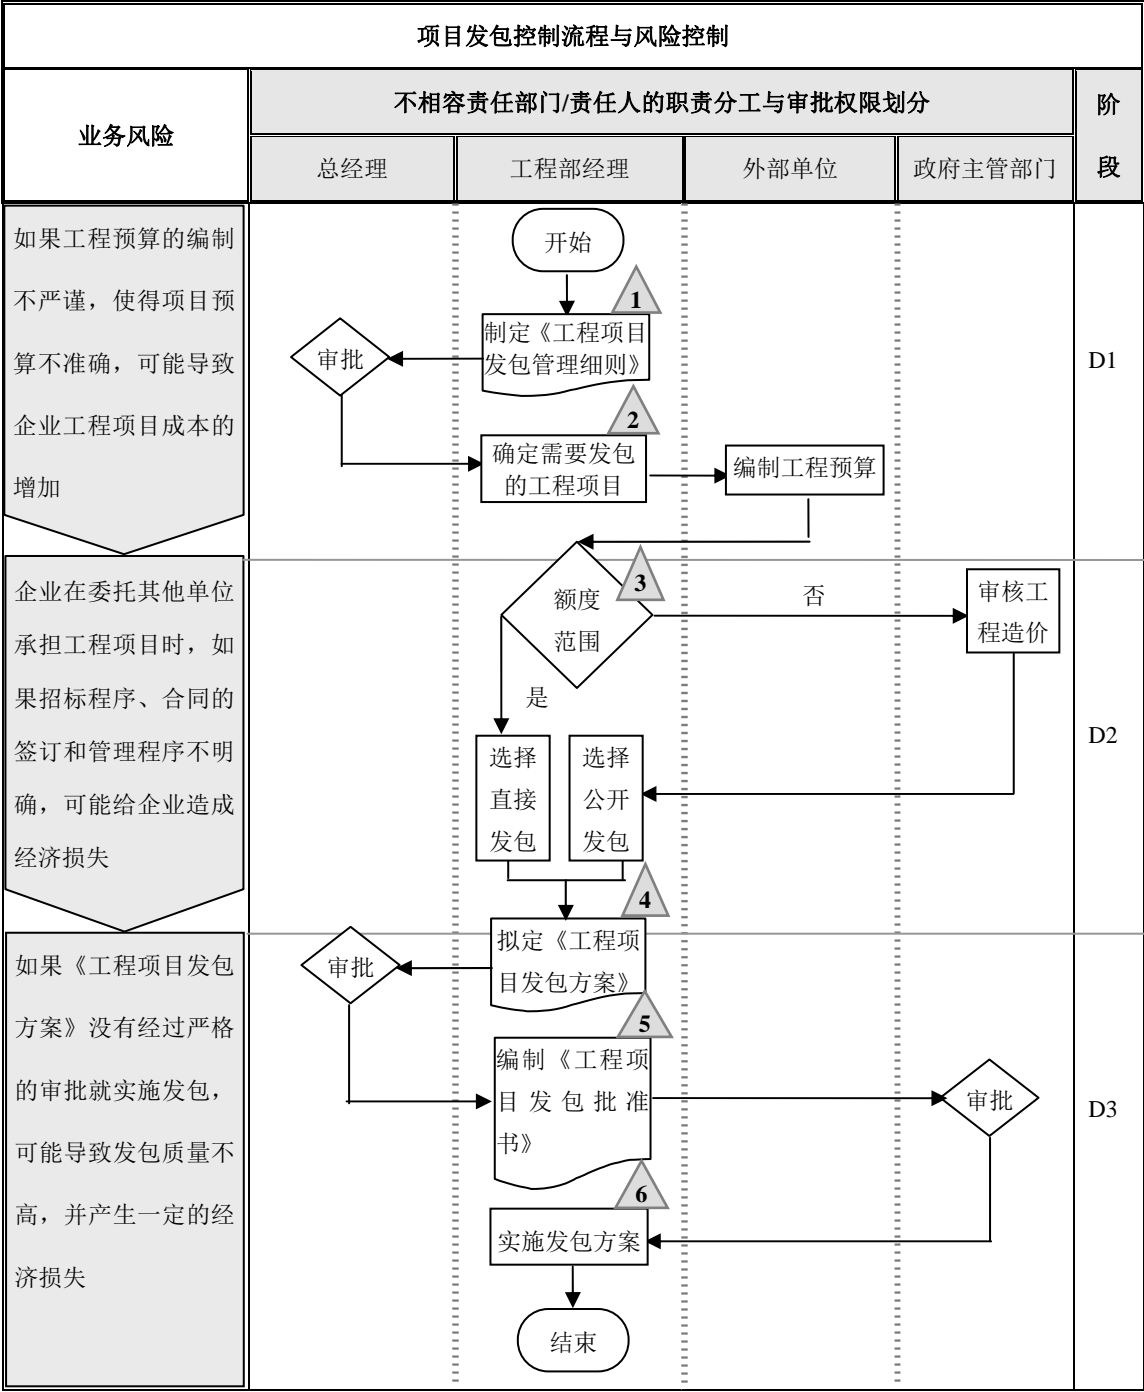 项目发包控制流程与风险控制
业务风险
不相容责任部门/责任人的职责分工与审批权限划分
阶
段
总经理
工程部经理
外部单位
政府主管部门
如果工程预算的编制
不严谨，使得项目预
算不准确，可能导致
企业工程项目成本的
增加
开始
1
制定《工程项目
发包管理细则》
审批
2
确定需要发包
的工程项目
编制工程预算
D1
企业在委托其他单位
承担工程项目时，如
果招标程序、合同的
签订和管理程序不明
确，可能给企业造成
经济损失
3
额度
范围
否
审核工
程造价
是
选择
直接
发包
选择
公开
发包
D2
4
如果《工程项目发包
方案》没有经过严格
的审批就实施发包，
可能导致发包质量不
高，并产生一定的经
济损失
拟定《工程项
目发包方案》
审批
5
编制《工程项
目发包批准
书》
审批
6
实施发包方案
结束
D3